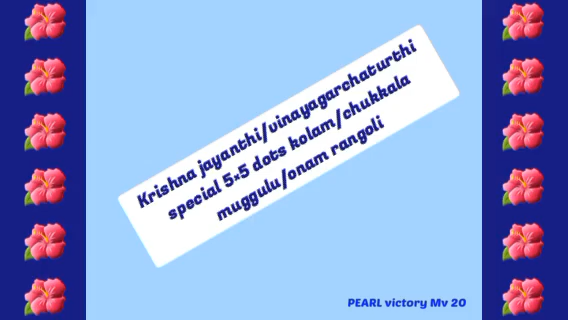 Krishna jayanthi/vinayagarchaturthi
special 5×5 dots kolam/chukkala
muggulu/onam rangoli
PEARL victory Mv 20